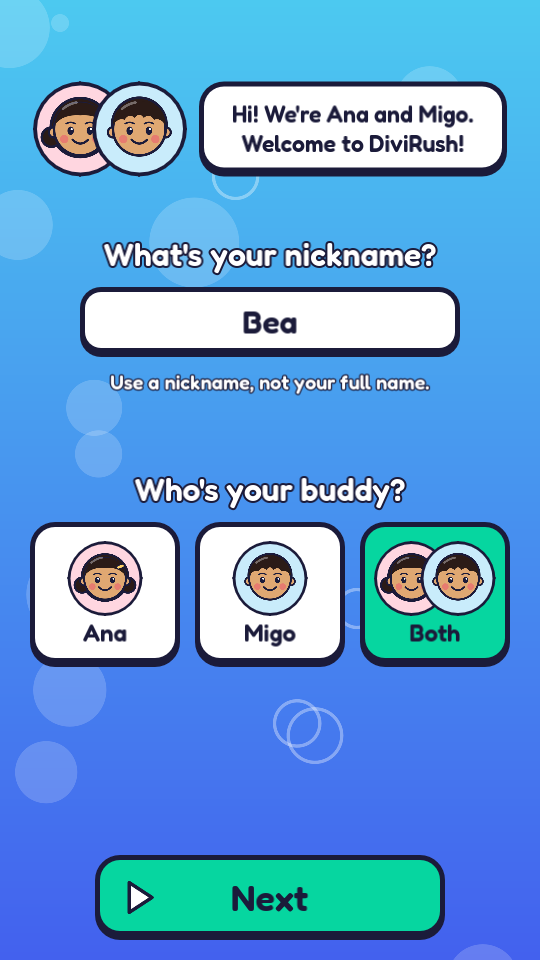 Hi! We're Ana and Migo.
Welcome to DiviRush!
What's your nickname?
Bea
Use a nickname, not your full name.
Who's your buddy?
Ana
Migo
Both
Next